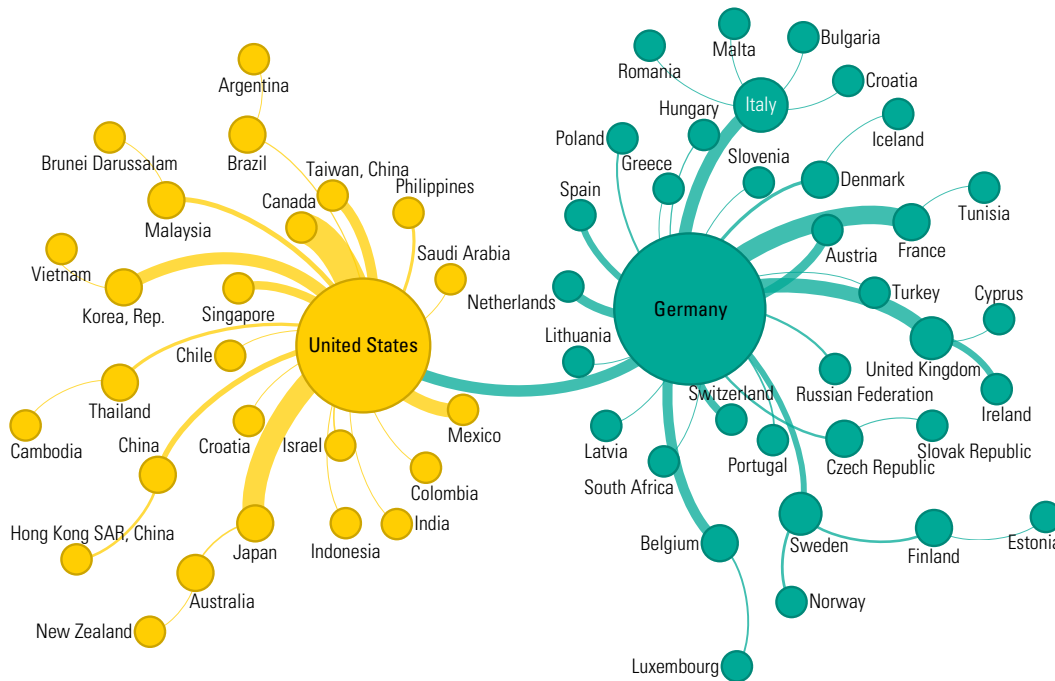 Malta
Bulgaria
Romania
Argentina
Italy
Croatia
Hungary
Iceland
Poland
Brunei Darussalam
Brazil
Taiwan, China
Greece
Slovenia
Philippines
Canada
Spain
Denmark
Tunisia
Malaysia
France
Saudi Arabia
Austria
Vietnam
Netherlands
Turkey
Cyprus
Korea, Rep.
Singapore
Germany
Lithuania
United States
Chile
United Kingdom
Switzerland
Russian Federation
Thailand
Ireland
Mexico
Cambodia
China
Croatia
Israel
Latvia
Portugal
Czech Republic
Slovak Republic
Colombia
South Africa
Hong Kong SAR, China
Japan
Indonesia
India
Belgium
Sweden
Finland
Estonia
Australia
Norway
New Zealand
Luxembourg